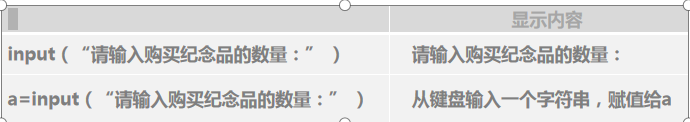 显示内容
input（“请输入购买纪念品的数量：” ）
请输入购买纪念品的数量：
a=input（“请输入购买纪念品的数量：” ）
从键盘输入一个字符串，赋值给a